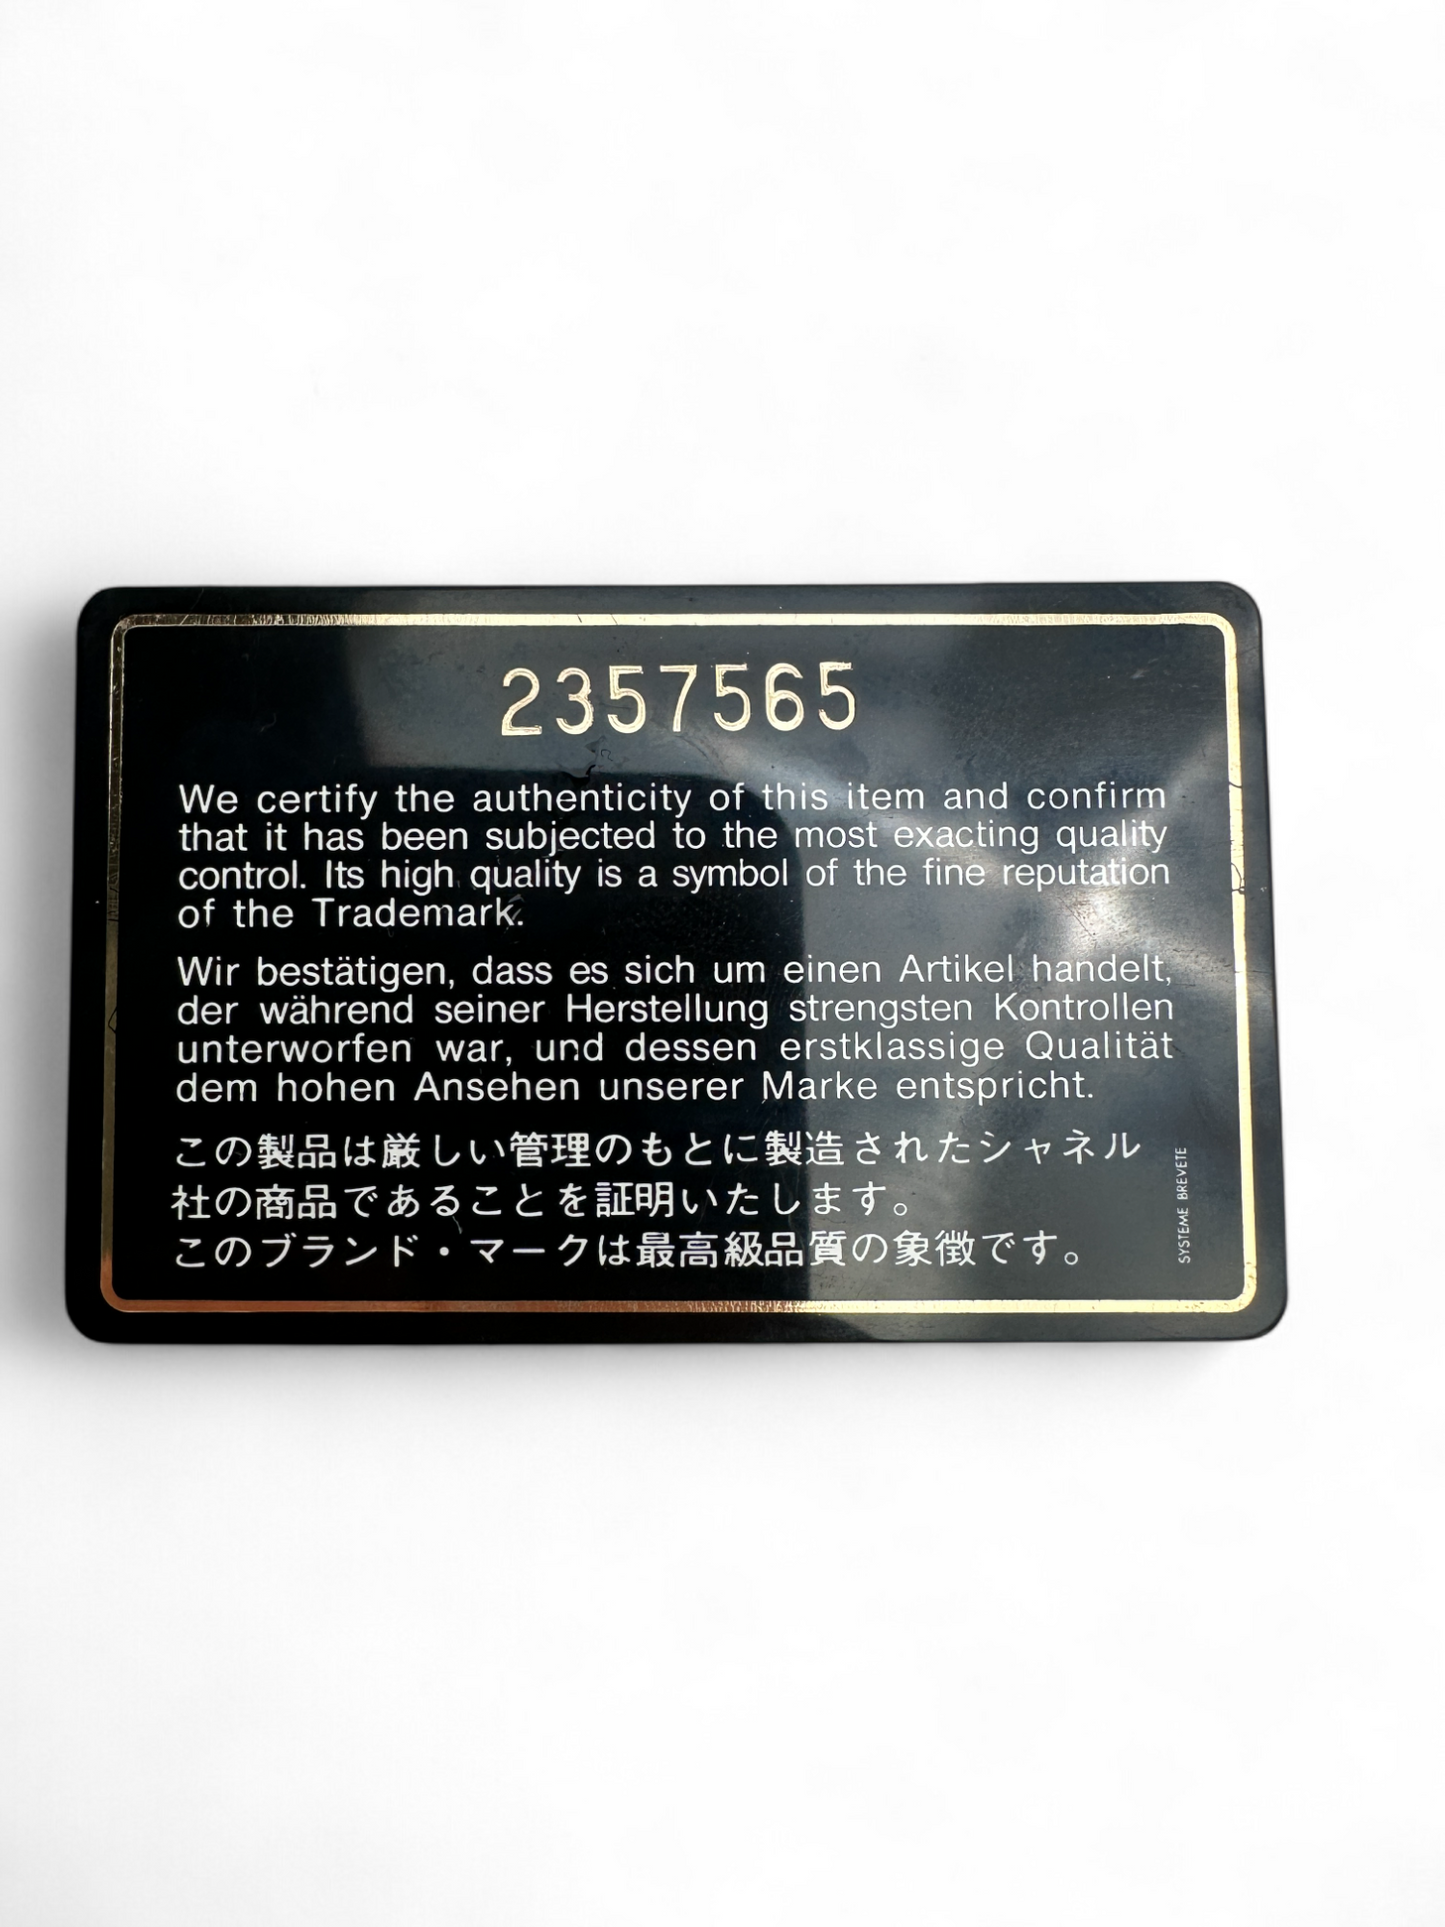 2357565
We certify the authenticity of this item and confirm
that it has been subjected to the most exacting quality
control. Its high quality is a symbol of the fine reputation
of the Trademark.
Wir bestätigen, dass es sich um einen Artikel handelt,
der während seiner Herstellung strengsten Kontrollen
unterworfen war, und dessen erstklassige Qualität
dem hohen Ansehen unserer Marke entspricht.
この製品は厳しい管理のもとに製造されたシャネル
社の商品であることを証明いたします。
このブランド・マークは最高級品質の象徴です。
SYSTEME BREVETE